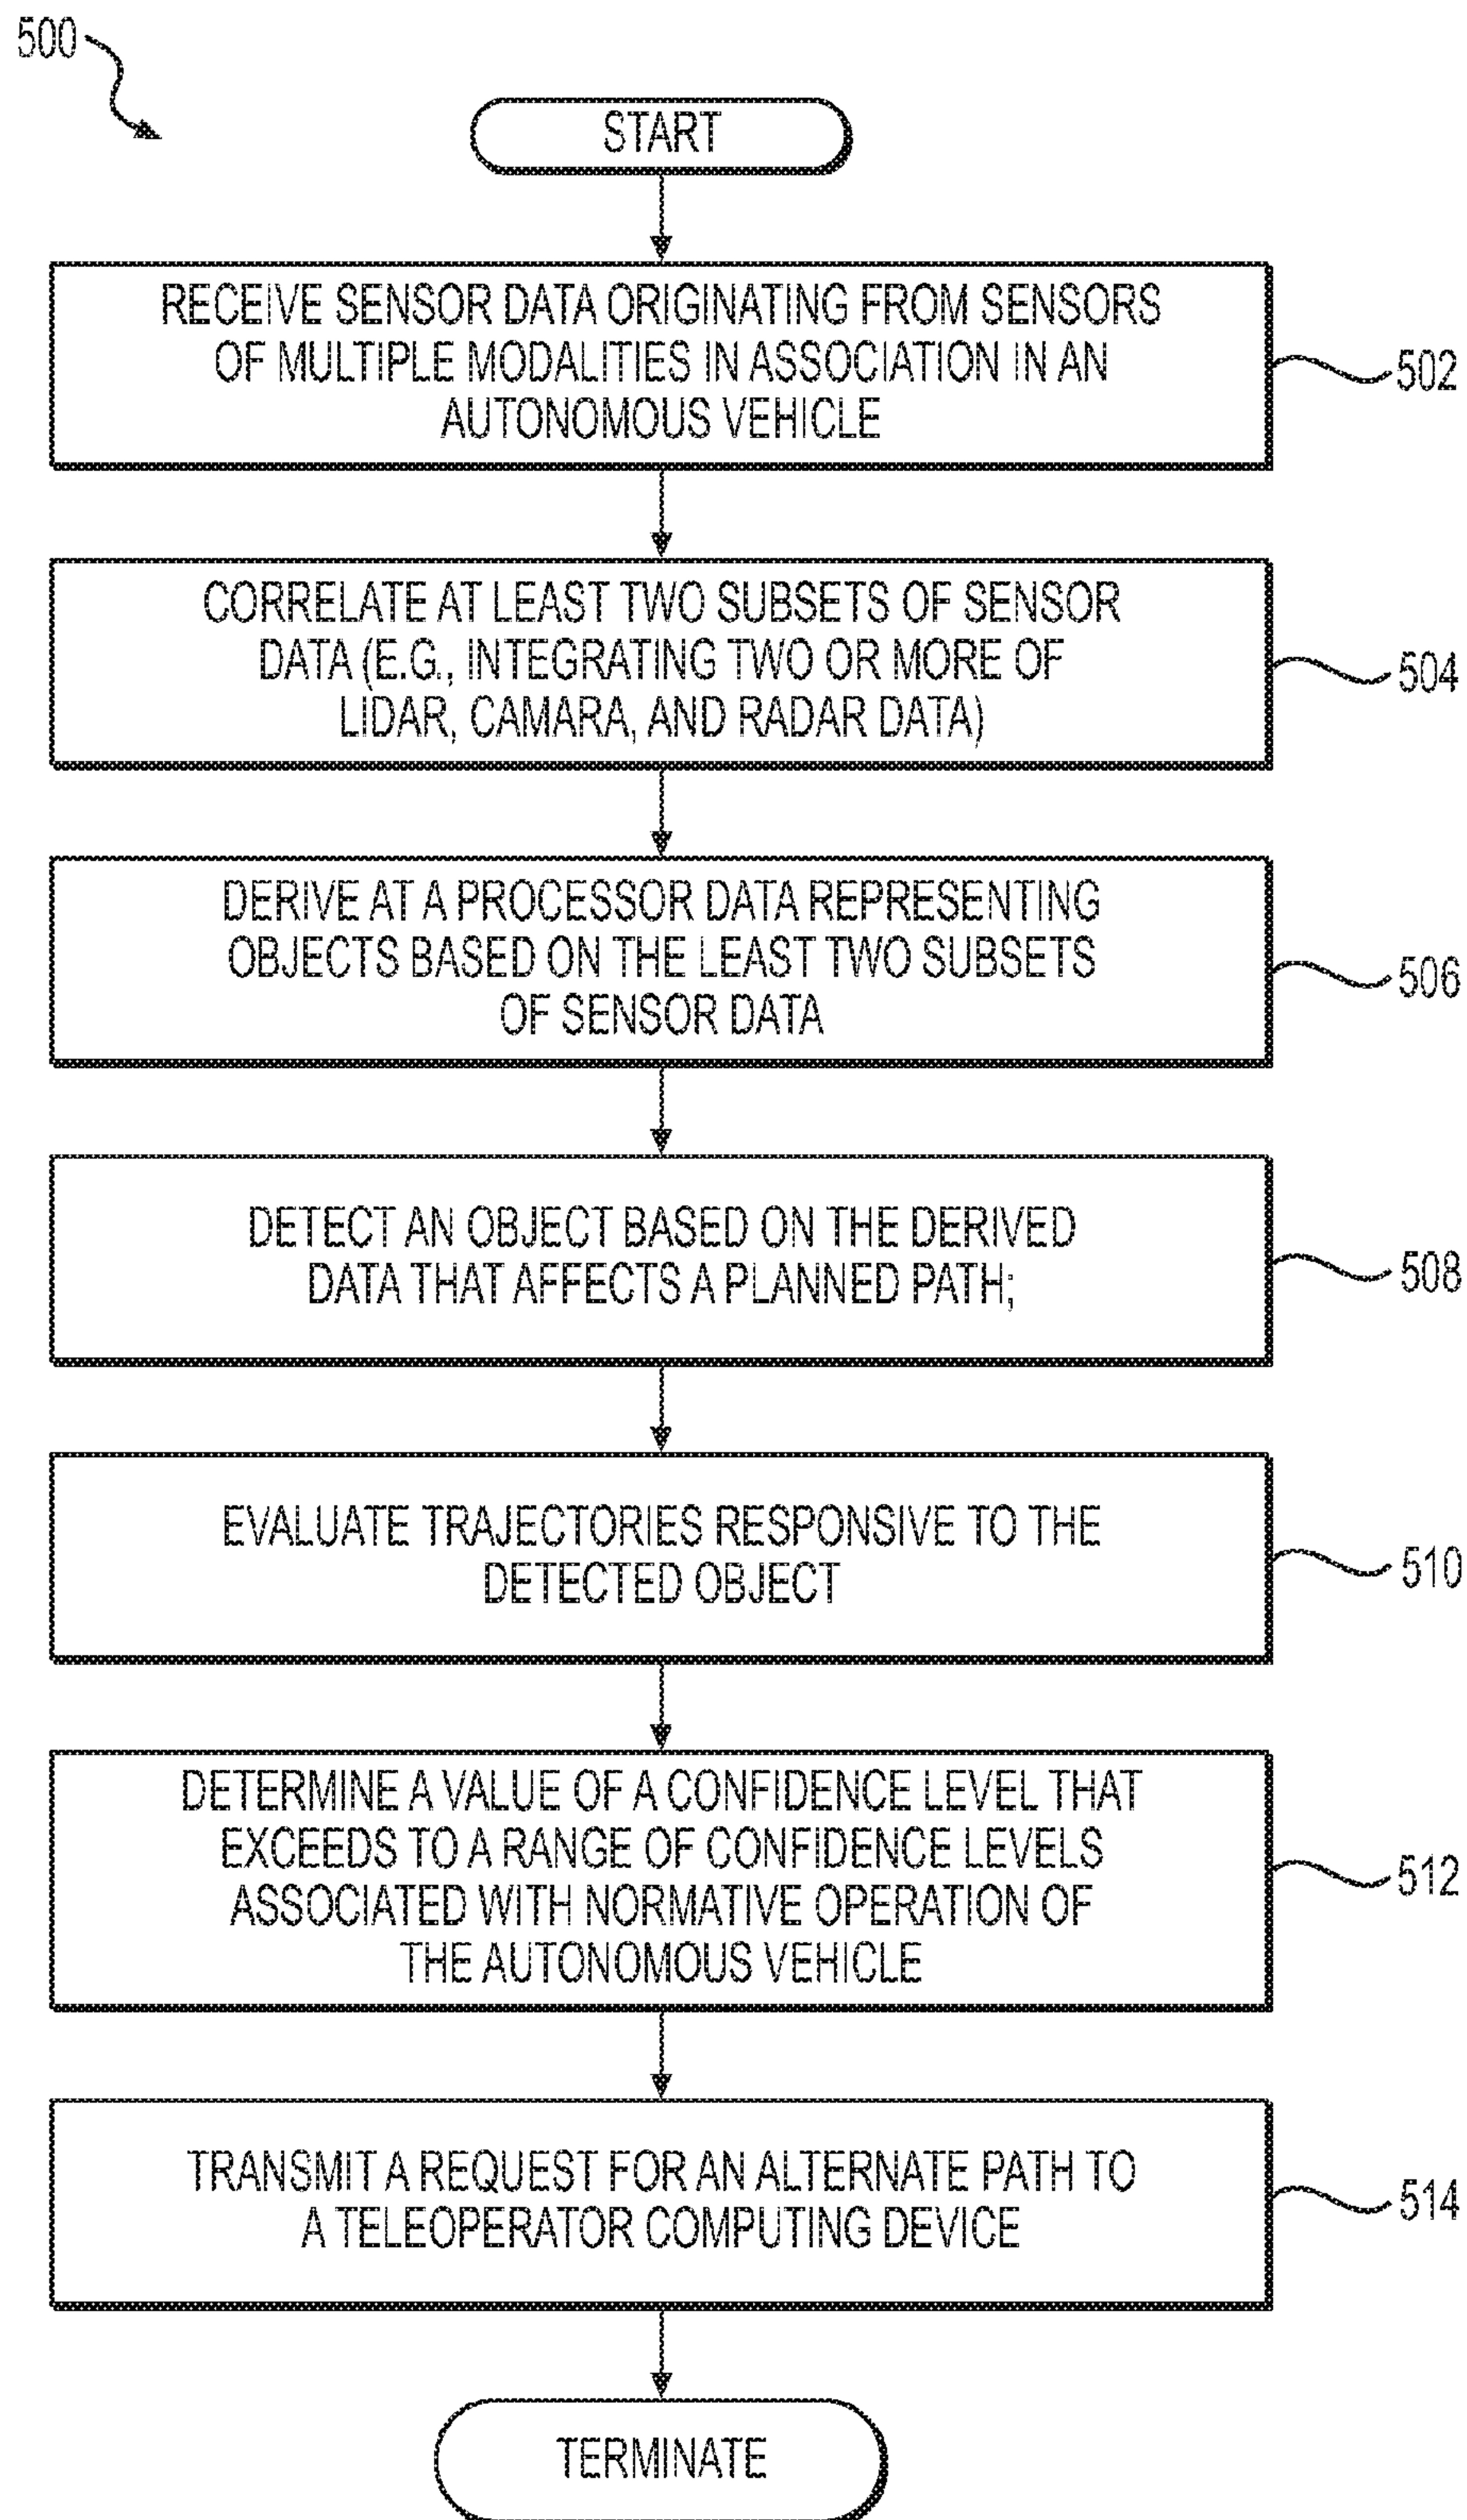 500
START
RECEIVE SENSOR DATA ORIGINATING FROM SENSORS
OF MULTIPLE MODALITIES IN ASSOCIATION IN AN
AUTONOMOUS VEHICLE
502
CORRELATE AT LEAST TWO SUBSETS OF SENSOR
DATA (E.G., INTEGRATING TWO OR MORE OF
LIDAR, CAMARA, AND RADAR DATA)
504
DERIVE AT A PROCESSOR DATA REPRESENTING
OBJECTS BASED ON THE LEAST TWO SUBSETS
OF SENSOR DATA
506
DETECT AN OBJECT BASED ON THE DERIVED
DATA THAT AFFECTS A PLANNED PATH;
508
EVALUATE TRAJECTORIES RESPONSIVE TO THE
DETECTED OBJECT
510
DETERMINE A VALUE OF A CONFIDENCE LEVEL THAT
EXCEEDS TO A RANGE OF CONFIDENCE LEVELS
ASSOCIATED WITH NORMATIVE OPERATION OF
THE AUTONOMOUS VEHICLE
512
TRANSMIT A REQUEST FOR AN ALTERNATE PATH TO
A TELEOPERATOR COMPUTING DEVICE
514
TERMINATE